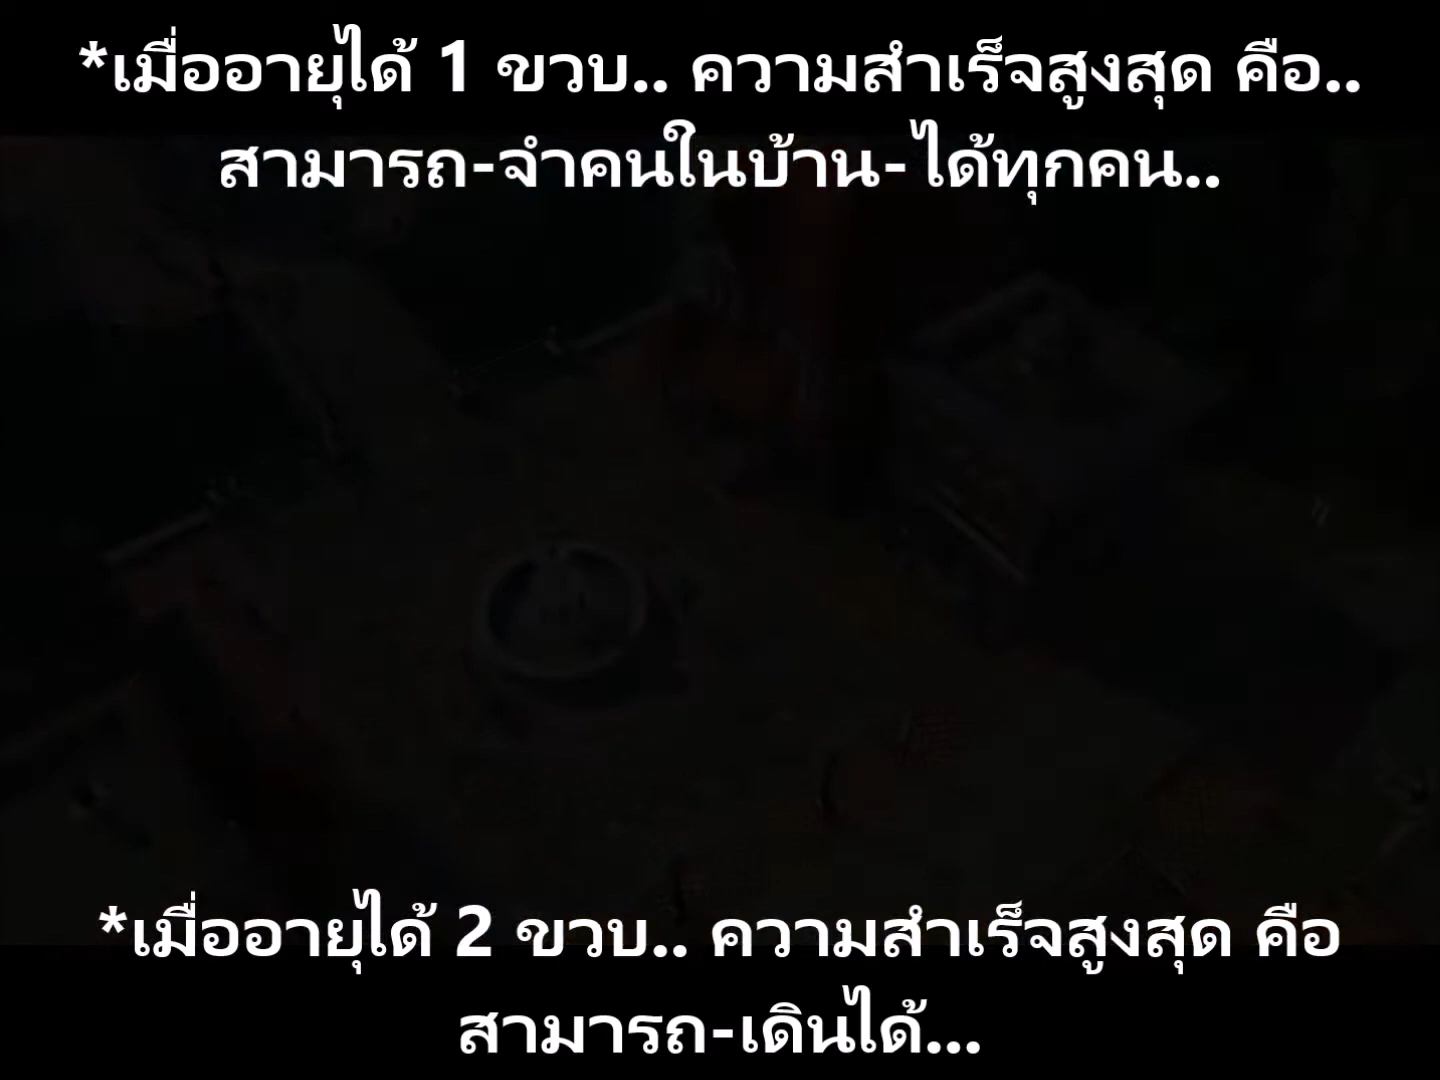 *เมื่ออายุได้ 1 ขวบ.. ความสำเร็จสูงสุด คือ..
สามารถ-จำคนในบ้าน-ได้ทุกคน..
*เมื่ออายุได้ 2 ขวบ.. ความสำเร็จสูงสุด คือ
สามารถ-เดินได้...